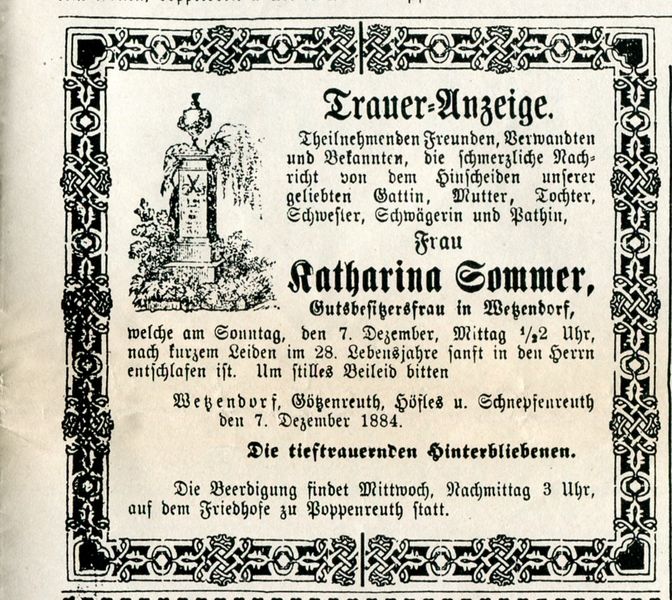 Trauer-Anzeige.
Theilnehmenden Freunden, Verwandten
und Bekannten, die schmerzliche Nach-
richt von dem Hinscheiden unserer
geliebten Gattin, Mutter, Tochter,
Schwester, Schwägerin und Pathin,
Frau
Katharina Sommer,
Gutsbesitzersfrau in Wetzendorf,
welche am Sonntag, den 7. Dezember, Mittag ½2 Uhr,
nach kurzem Leiden im 28. Lebensjahre sanft in den Herrn
entschlafen ist. Um stilles Beileid bitten
Wetzendorf, Götzenreuth, Höfles u. Schnepfenreuth
den 7. Dezember 1884.
Die tieftrauernden Hinterbliebenen.
Die Beerdigung findet Mittwoch, Nachmittag 3 Uhr,
auf dem Friedhofe zu Poppenreuth statt.